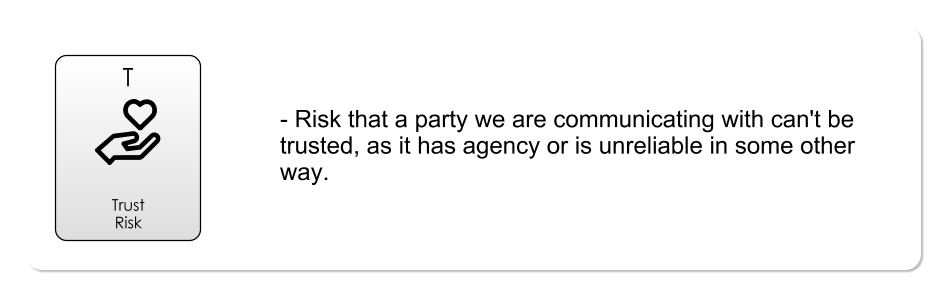 T
Trust
Risk
- Risk that a party we are communicating with can't be
trusted, as it has agency or is unreliable in some other
way.